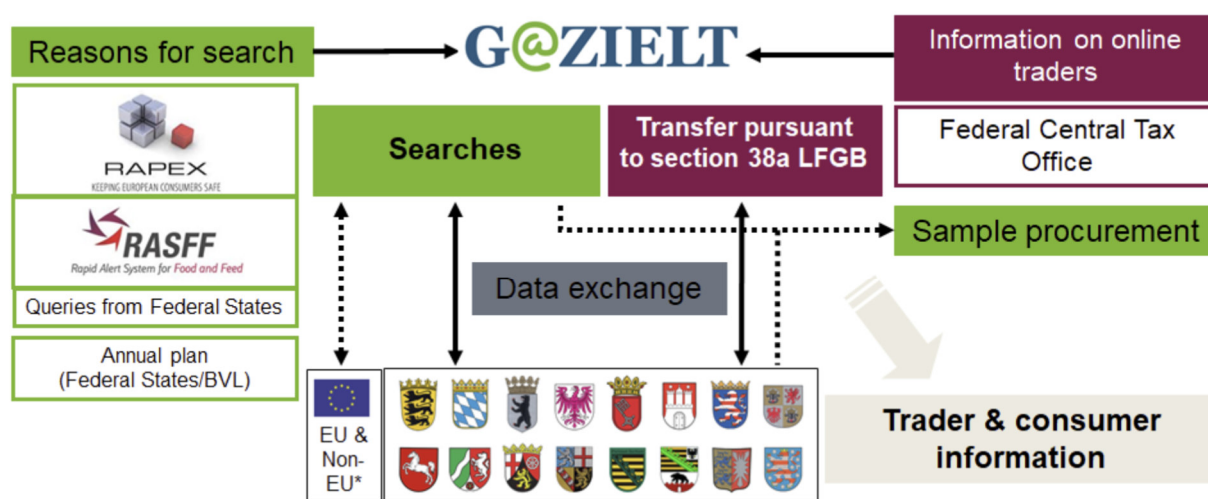 Reasons for search
G@ZIELT
Information on online
traders
RAPEX
KEEPING EUROPEAN CONSUMERS SAFE
Searches
Transfer pursuant
to section 38a LFGB
Federal Central Tax
Office
RASFF
Rapid Alert System for Food and Feed
Sample procurement
Queries from Federal States
Data exchange
Annual plan
(Federal States/BVL)
EU &
Non-
EU*
Trader & consumer
information